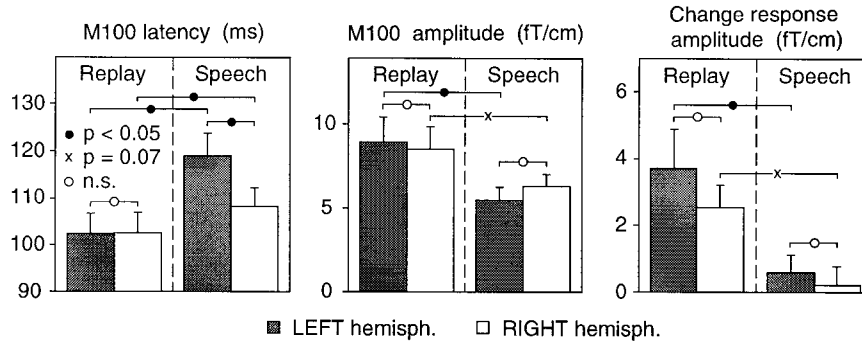 M100 latency (ms)
Replay
Speech
130
120
110
100
90
● p < 0.05
x p = 0.07
○ n.s.
M100 amplitude (fT/cm)
Replay
Speech
10
5
0
x
Change response
amplitude (fT/cm)
Replay
Speech
6
4
2
0
x
LEFT hemisph.
RIGHT hemisph.